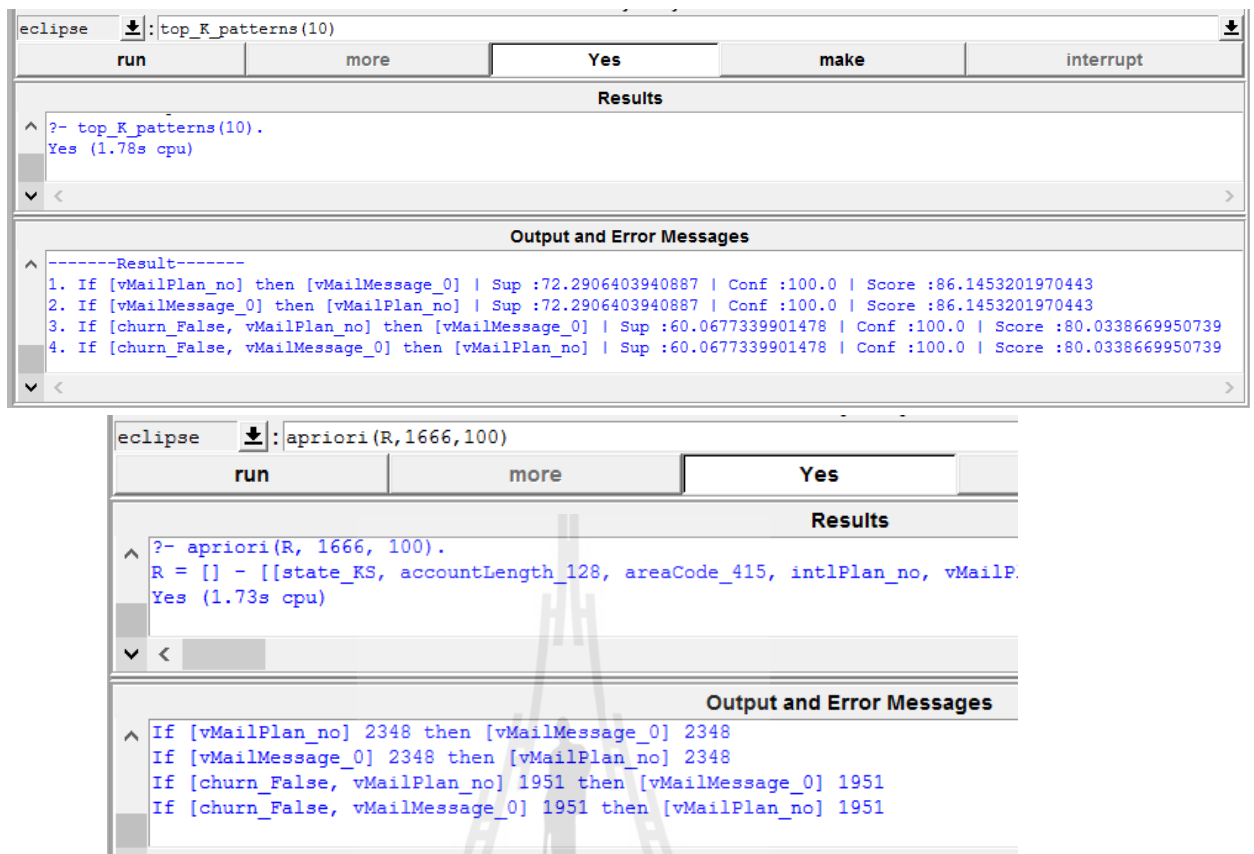 eclipse : top_K_patterns(10)
run more Yes make interrupt
Results
?- top_K_patterns(10).
Yes (1.78s cpu)
Output and Error Messages
-------Result-------
1. If [vMailPlan_no] then [vMailMessage_0] | Sup :72.2906403940887 | Conf :100.0 | Score :86.1453201970443
2. If [vMailMessage_0] then [vMailPlan_no] | Sup :72.2906403940887 | Conf :100.0 | Score :86.1453201970443
3. If [churn_False, vMailPlan_no] then [vMailMessage_0] | Sup :60.0677339901478 | Conf :100.0 | Score :80.0338669950739
4. If [churn_False, vMailMessage_0] then [vMailPlan_no] | Sup :60.0677339901478 | Conf :100.0 | Score :80.0338669950739
eclipse : apriori(R,1666,100)
run more Yes
Results
?- apriori(R, 1666, 100).
R = [] - [[state_KS, accountLength_128, areaCode_415, intlPlan_no, vMailP
Yes (1.73s cpu)
Output and Error Messages
If [vMailPlan_no] 2348 then [vMailMessage_0] 2348
If [vMailMessage_0] 2348 then [vMailPlan_no] 2348
If [churn_False, vMailPlan_no] 1951 then [vMailMessage_0] 1951
If [churn_False, vMailMessage_0] 1951 then [vMailPlan_no] 1951